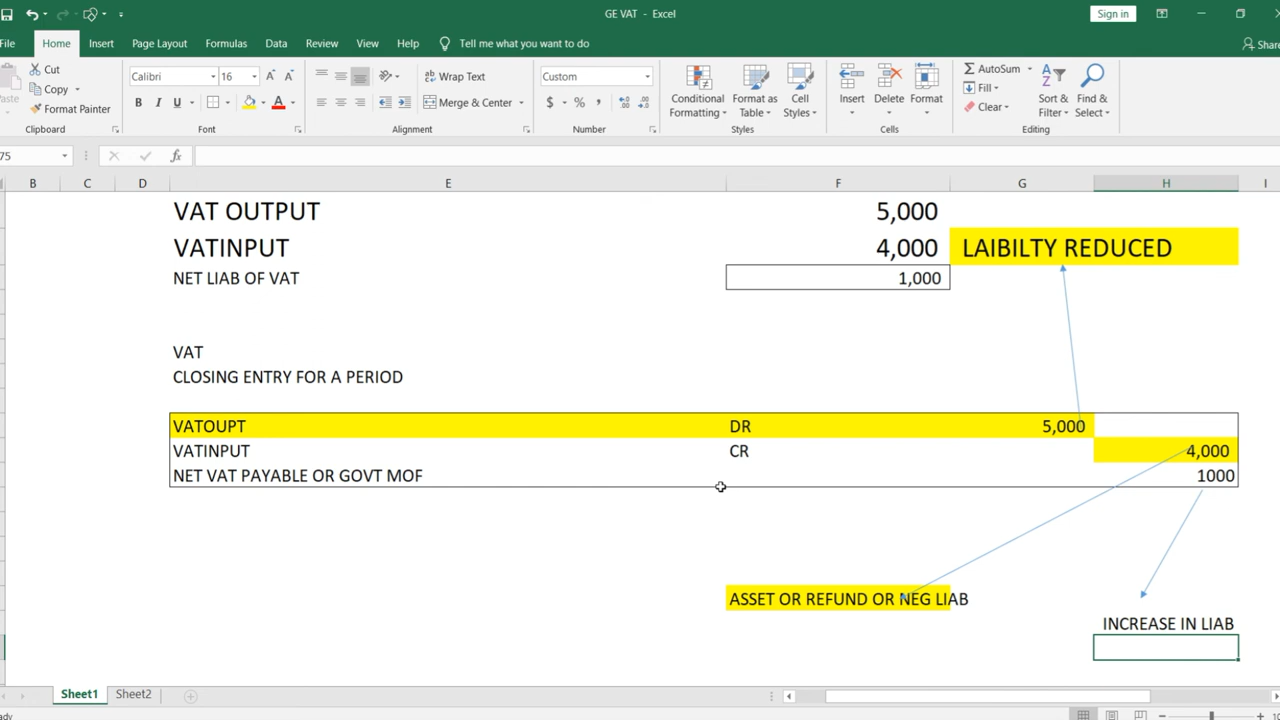 GE VAT - Excel
Sign in
File Home Insert Page Layout Formulas Data Review View Help Tell me what you want to do Share
Cut
Copy
Paste
Format Painter
Clipboard
Calibri 16
B I U
Font
Wrap Text
Merge & Center
Alignment
Custom
$ % ,
Number
Conditional Formatting
Format as Table
Cell Styles
Styles
Insert Delete Format
Cells
AutoSum
Fill
Clear
Sort & Filter
Find & Select
Editing
75 fx
B C D E F G H I
VAT OUTPUT 5,000
VATINPUT 4,000 LAIBILTY REDUCED
NET LIAB OF VAT 1,000
VAT
CLOSING ENTRY FOR A PERIOD
VATOUPT DR 5,000
VATINPUT CR 4,000
NET VAT PAYABLE OR GOVT MOF 1000
ASSET OR REFUND OR NEG LIAB
INCREASE IN LIAB
Sheet1 Sheet2